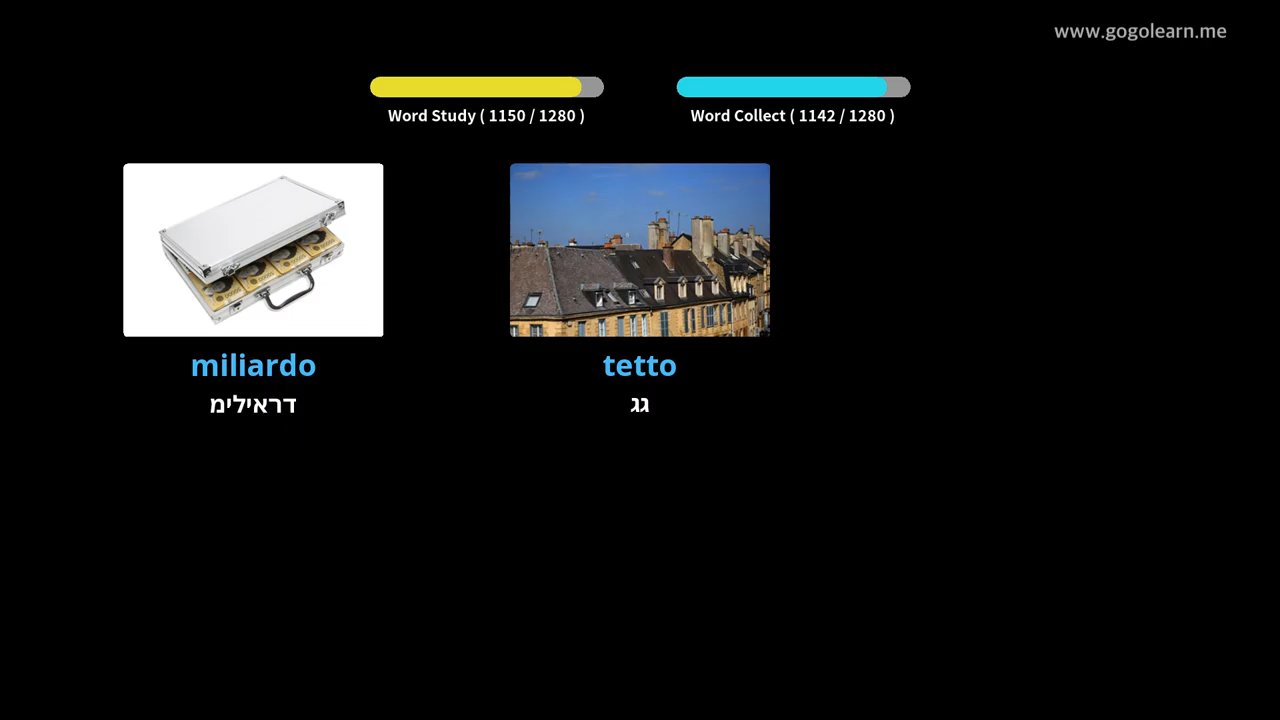 www.gogolearn.me
Word Study ( 1150 / 1280 )
Word Collect ( 1142 / 1280 )
miliardo
דראילימ
tetto
גג